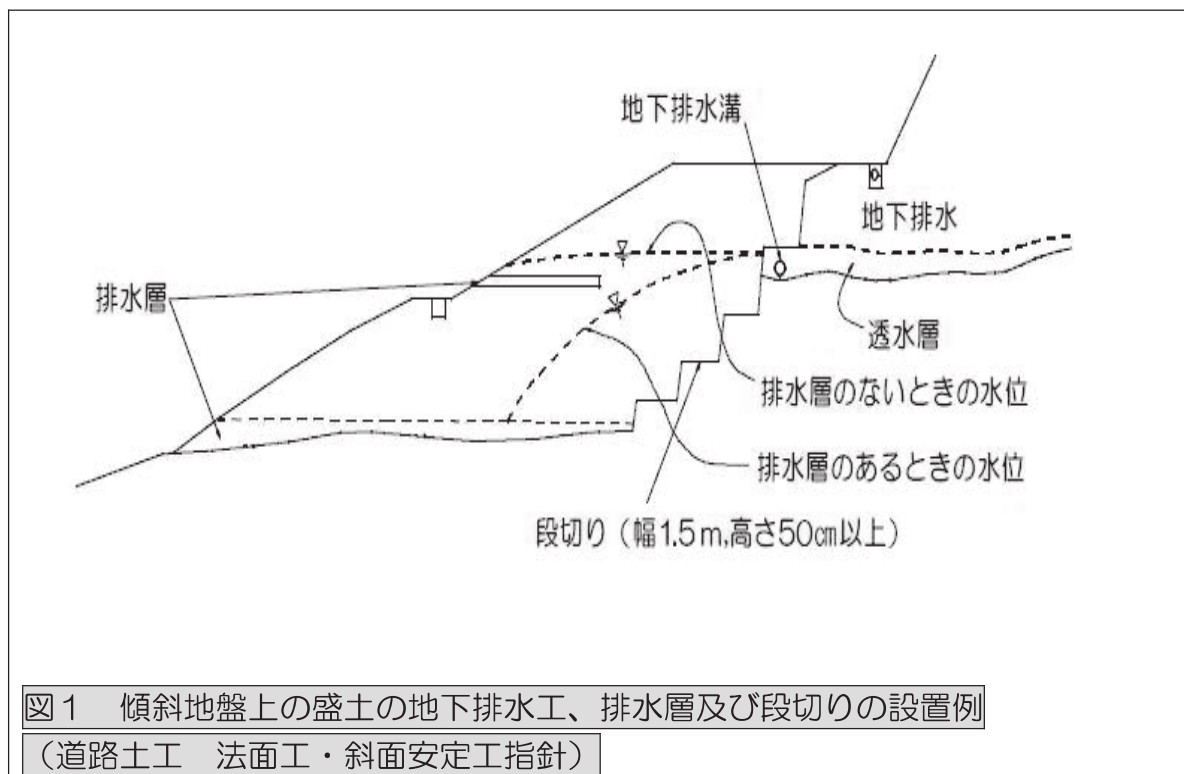 地下排水溝
地下排水
排水層
透水層
排水層のないときの水位
排水層のあるときの水位
段切り（幅1.5m,高さ50㎝以上）
図１　傾斜地盤上の盛土の地下排水工、排水層及び段切りの設置例
（道路土工　法面工・斜面安定工指針）